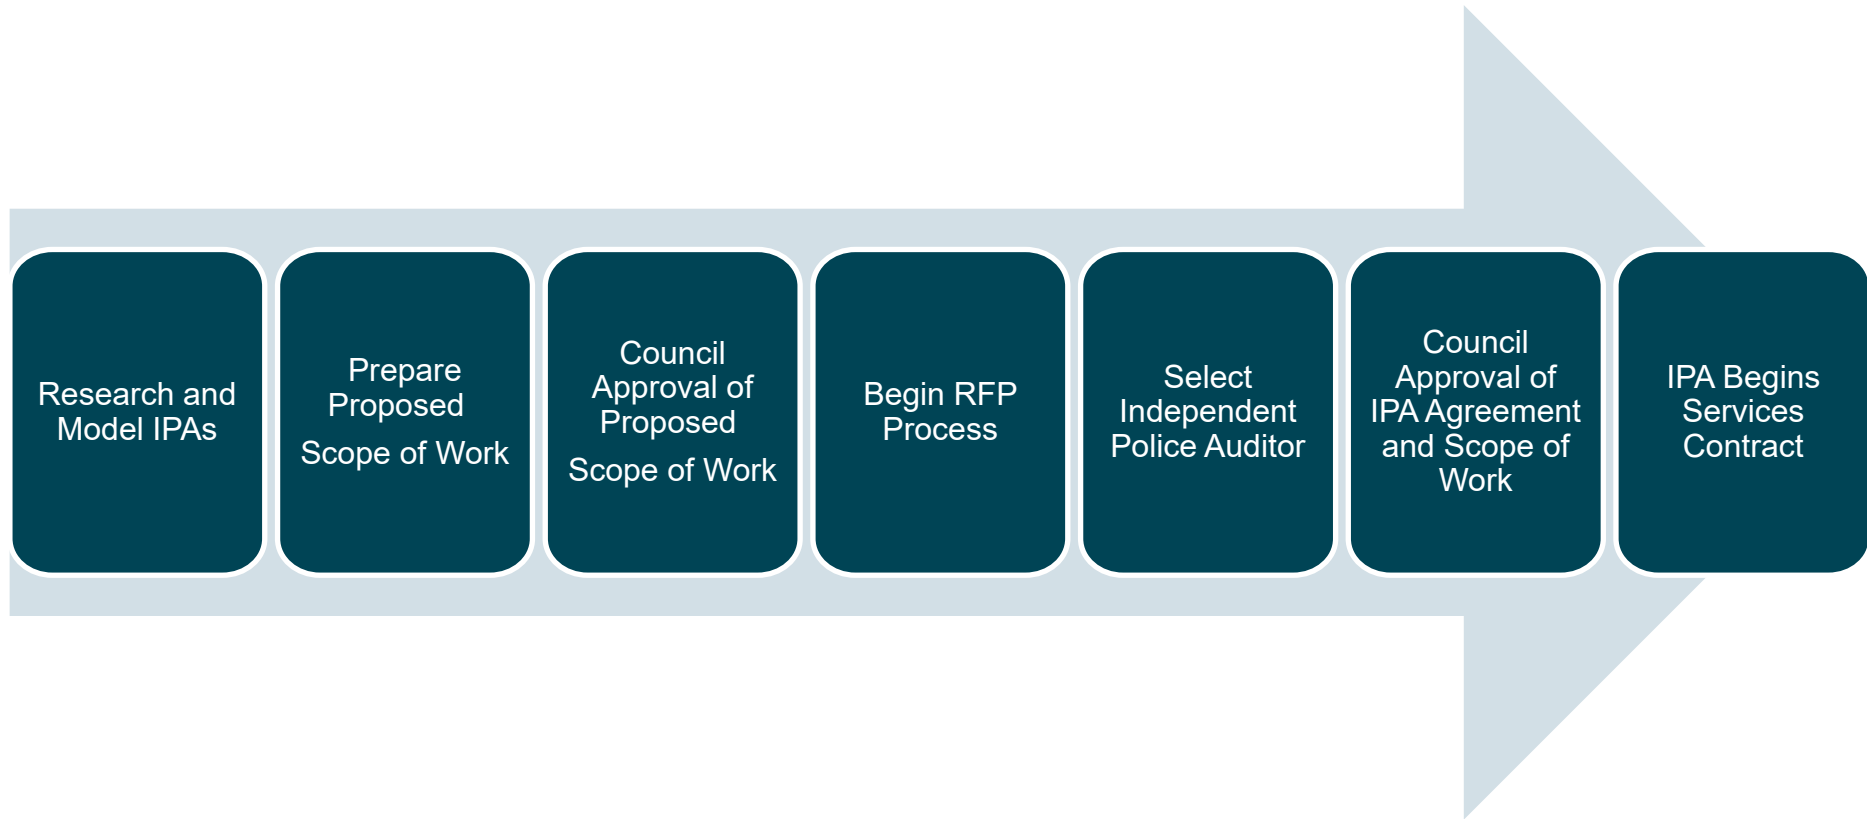 Research and
Model IPAs
Prepare
Proposed
Scope of Work
Council
Approval of
Proposed
Scope of Work
Begin RFP
Process
Select
Independent
Police Auditor
Council
Approval of
IPA Agreement
and Scope of
Work
IPA Begins
Services
Contract